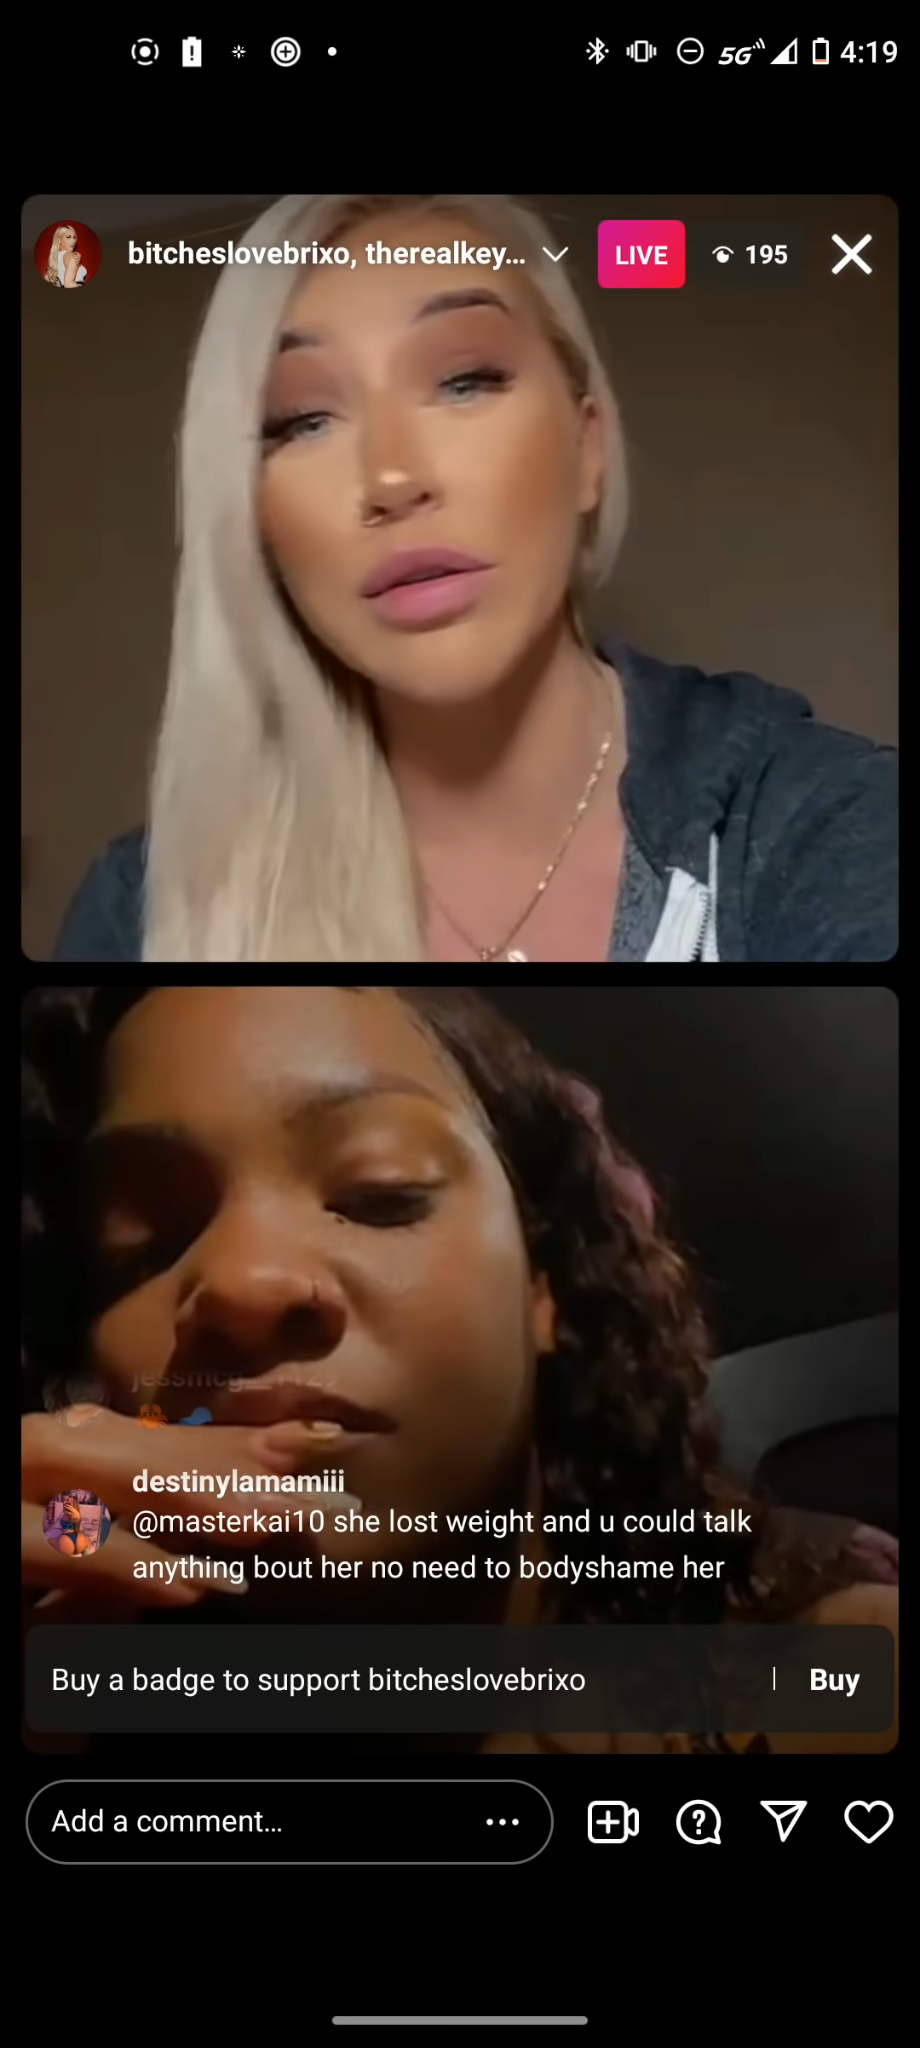 5G 4:19
bitcheslovebrixo, therealkey... LIVE 195
destinylamamiii
@masterkai10 she lost weight and u could talk
anything bout her no need to bodyshame her
Buy a badge to support bitcheslovebrixo | Buy
Add a comment...